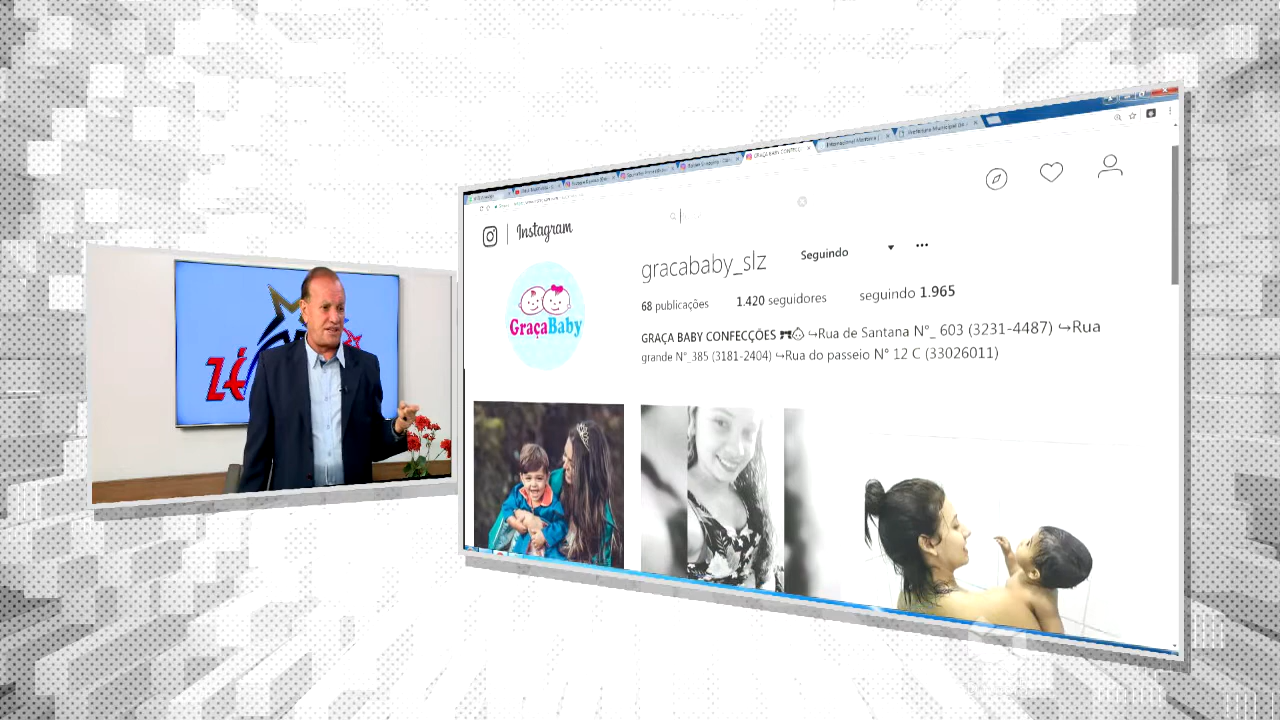 ZÉ
Instagram
gracababy_slz
Seguindo
68 publicações
1.420 seguidores
seguindo 1.965
GRAÇA BABY CONFECÇÕES ↪Rua de Santana N°_ 603 (3231-4487) ↪Rua
grande N°_385 (3181-2404) ↪Rua do passeio N° 12 C (33026011)
GraçaBaby